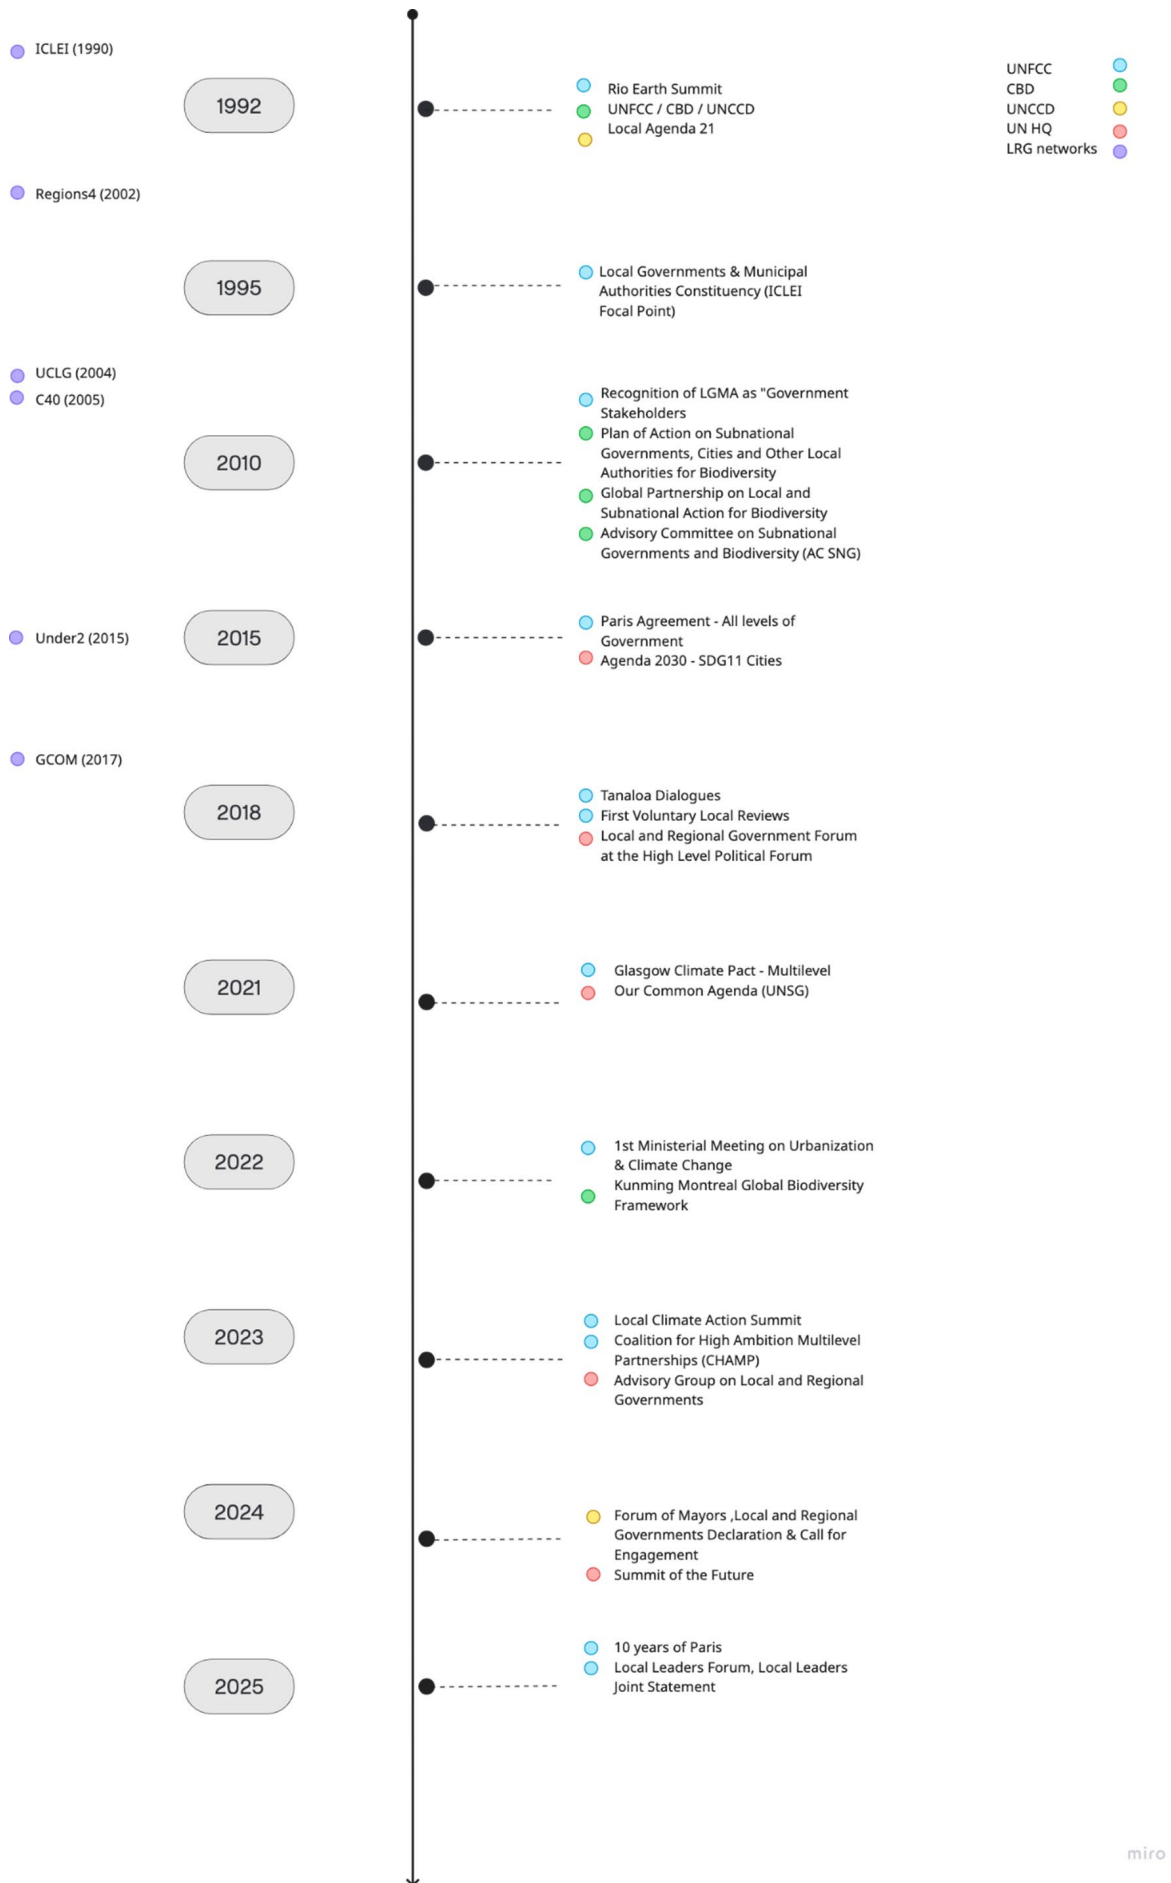 ICLEI (1990)
1992
Rio Earth Summit
UNFCC / CBD / UNCCD
Local Agenda 21
UNFCC
CBD
UNCCD
UN HQ
LRG networks
Regions4 (2002)
1995
Local Governments & Municipal
Authorities Constituency (ICLEI
Focal Point)
UCLG (2004)
C40 (2005)
2010
Recognition of LGMA as "Government
Stakeholders
Plan of Action on Subnational
Governments, Cities and Other Local
Authorities for Biodiversity
Global Partnership on Local and
Subnational Action for Biodiversity
Advisory Committee on Subnational
Governments and Biodiversity (AC SNG)
Under2 (2015)
2015
Paris Agreement - All levels of
Government
Agenda 2030 - SDG11 Cities
GCOM (2017)
2018
Tanaloa Dialogues
First Voluntary Local Reviews
Local and Regional Government Forum
at the High Level Political Forum
2021
Glasgow Climate Pact - Multilevel
Our Common Agenda (UNSG)
2022
1st Ministerial Meeting on Urbanization
& Climate Change
Kunming Montreal Global Biodiversity
Framework
2023
Local Climate Action Summit
Coalition for High Ambition Multilevel
Partnerships (CHAMP)
Advisory Group on Local and Regional
Governments
2024
Forum of Mayors ,Local and Regional
Governments Declaration & Call for
Engagement
Summit of the Future
2025
10 years of Paris
Local Leaders Forum, Local Leaders
Joint Statement
miro